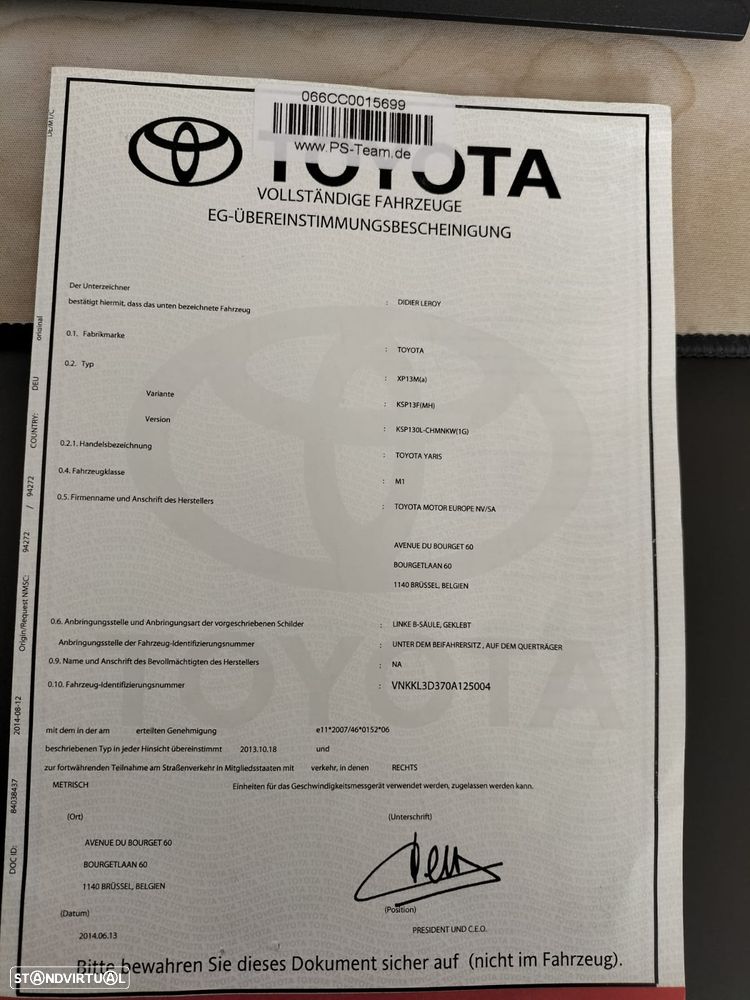 066CC0015699
www.PS-Team.de
TOYOTA
VOLLSTÄNDIGE FAHRZEUGE
EG-ÜBEREINSTIMMUNGSBESCHEINIGUNG
Der Unterzeichner
bestätigt hiermit, dass das unten bezeichnete Fahrzeug : DIDIER LEROY
0.1. Fabrikmarke : TOYOTA
0.2. Typ : XP13M(a)
Variante : KSP13F(MH)
Version : KSP130L-CHMNKW(1G)
0.2.1. Handelsbezeichnung : TOYOTA YARIS
0.4. Fahrzeugklasse : M1
0.5. Firmenname und Anschrift des Herstellers : TOYOTA MOTOR EUROPE NV/SA
AVENUE DU BOURGET 60
BOURGETLAAN 60
1140 BRÜSSEL, BELGIEN
0.6. Anbringungsstelle und Anbringungsart der vorgeschriebenen Schilder : LINKE B-SÄULE, GEKLEBT
Anbringungsstelle der Fahrzeug-Identifizierungsnummer : UNTER DEM BEIFAHRERSITZ , AUF DEM QUERTRÄGER
0.9. Name und Anschrift des Bevollmächtigten des Herstellers : NA
0.10. Fahrzeug-Identifizierungsnummer : VNKKL3D370A125004
mit dem in der am erteilten Genehmigung e11*2007/46*0152*06
beschriebenen Typ in jeder Hinsicht übereinstimmt 2013.10.18 und
zur fortwährenden Teilnahme am Straßenverkehr in Mitgliedsstaaten mit verkehr, in denen RECHTS
METRISCH Einheiten für das Geschwindigkeitsmessgerät verwendet werden, zugelassen werden kann.
(Ort) (Unterschrift)
AVENUE DU BOURGET 60
BOURGETLAAN 60
1140 BRÜSSEL, BELGIEN
(Datum) (Position)
2014.06.13 PRESIDENT UND C.E.O.
Bitte bewahren Sie dieses Dokument sicher auf (nicht im Fahrzeug).
DOC ID: 84038437 2014-08-12 Origin/Request NMSC: 94272 / 94272 COUNTRY: DEU original
STANDVIRTUAL